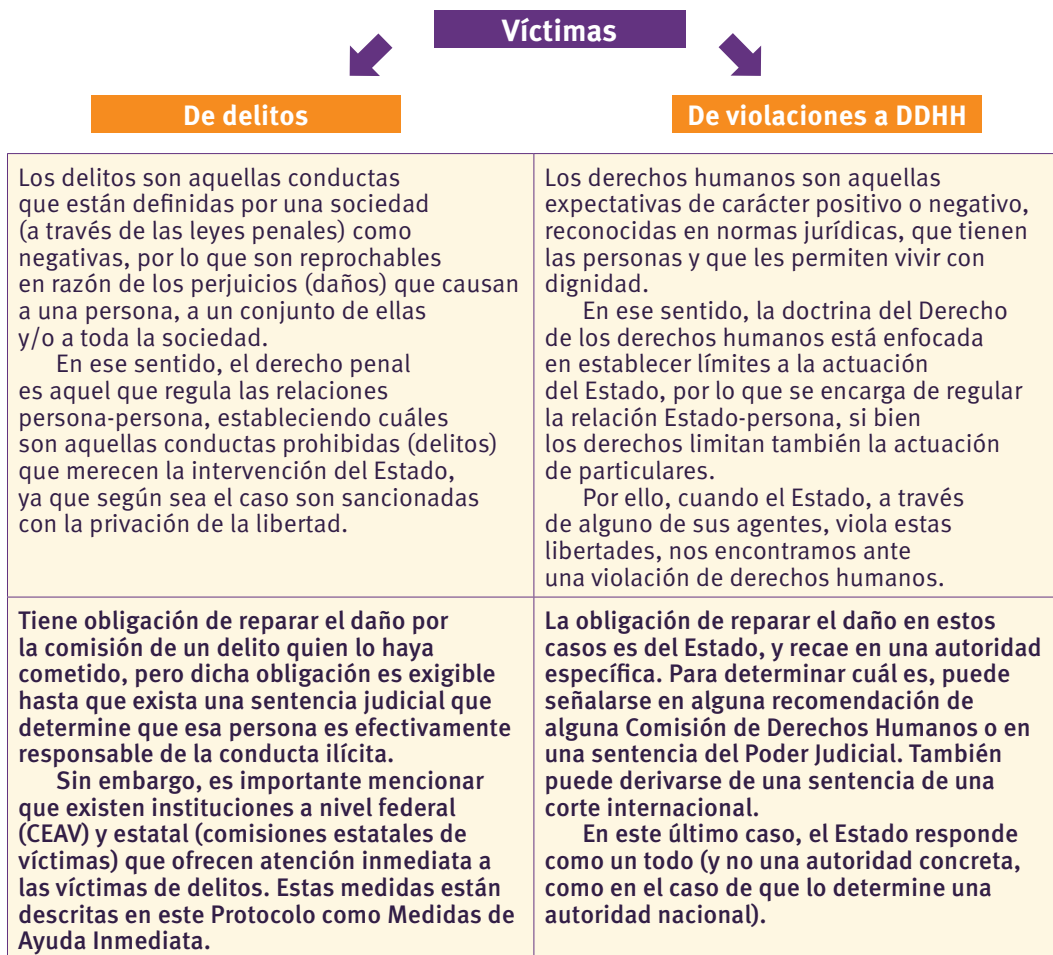 Víctimas
De delitos
De violaciones a DDHH
Los delitos son aquellas conductas
que están definidas por una sociedad
(a través de las leyes penales) como
negativas, por lo que son reprochables
en razón de los perjuicios (daños) que causan
a una persona, a un conjunto de ellas
y/o a toda la sociedad.
En ese sentido, el derecho penal
es aquel que regula las relaciones
persona-persona, estableciendo cuáles
son aquellas conductas prohibidas (delitos)
que merecen la intervención del Estado,
ya que según sea el caso son sancionadas
con la privación de la libertad.
Los derechos humanos son aquellas
expectativas de carácter positivo o negativo,
reconocidas en normas jurídicas, que tienen
las personas y que les permiten vivir con
dignidad.
En ese sentido, la doctrina del Derecho
de los derechos humanos está enfocada
en establecer límites a la actuación
del Estado, por lo que se encarga de regular
la relación Estado-persona, si bien
los derechos limitan también la actuación
de particulares.
Por ello, cuando el Estado, a través
de alguno de sus agentes, viola estas
libertades, nos encontramos ante
una violación de derechos humanos.
Tiene obligación de reparar el daño por
la comisión de un delito quien lo haya
cometido, pero dicha obligación es exigible
hasta que exista una sentencia judicial que
determine que esa persona es efectivamente
responsable de la conducta ilícita.
Sin embargo, es importante mencionar
que existen instituciones a nivel federal
(CEAV) y estatal (comisiones estatales de
víctimas) que ofrecen atención inmediata a
las víctimas de delitos. Estas medidas están
descritas en este Protocolo como Medidas de
Ayuda Inmediata.
La obligación de reparar el daño en estos
casos es del Estado, y recae en una autoridad
específica. Para determinar cuál es, puede
señalarse en alguna recomendación de
alguna Comisión de Derechos Humanos o en
una sentencia del Poder Judicial. También
puede derivarse de una sentencia de una
corte internacional.
En este último caso, el Estado responde
como un todo (y no una autoridad concreta,
como en el caso de que lo determine una
autoridad nacional).